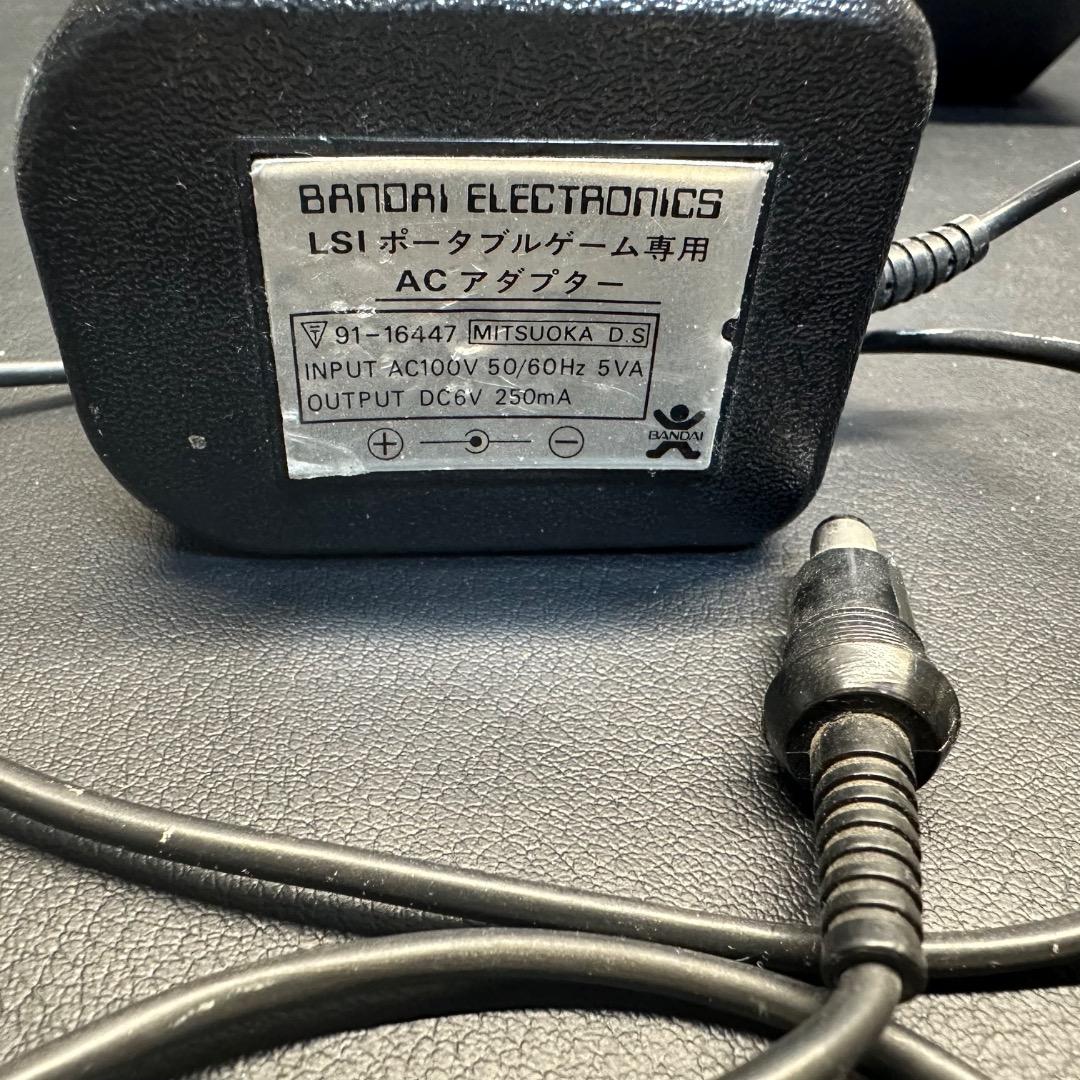 BANDAI ELECTRONICS
LSI ポータブルゲーム専用
AC アダプター
91-16447 MITSUOKA D.S
INPUT AC100V 50/60Hz 5VA
OUTPUT DC6V 250mA
BANDAI